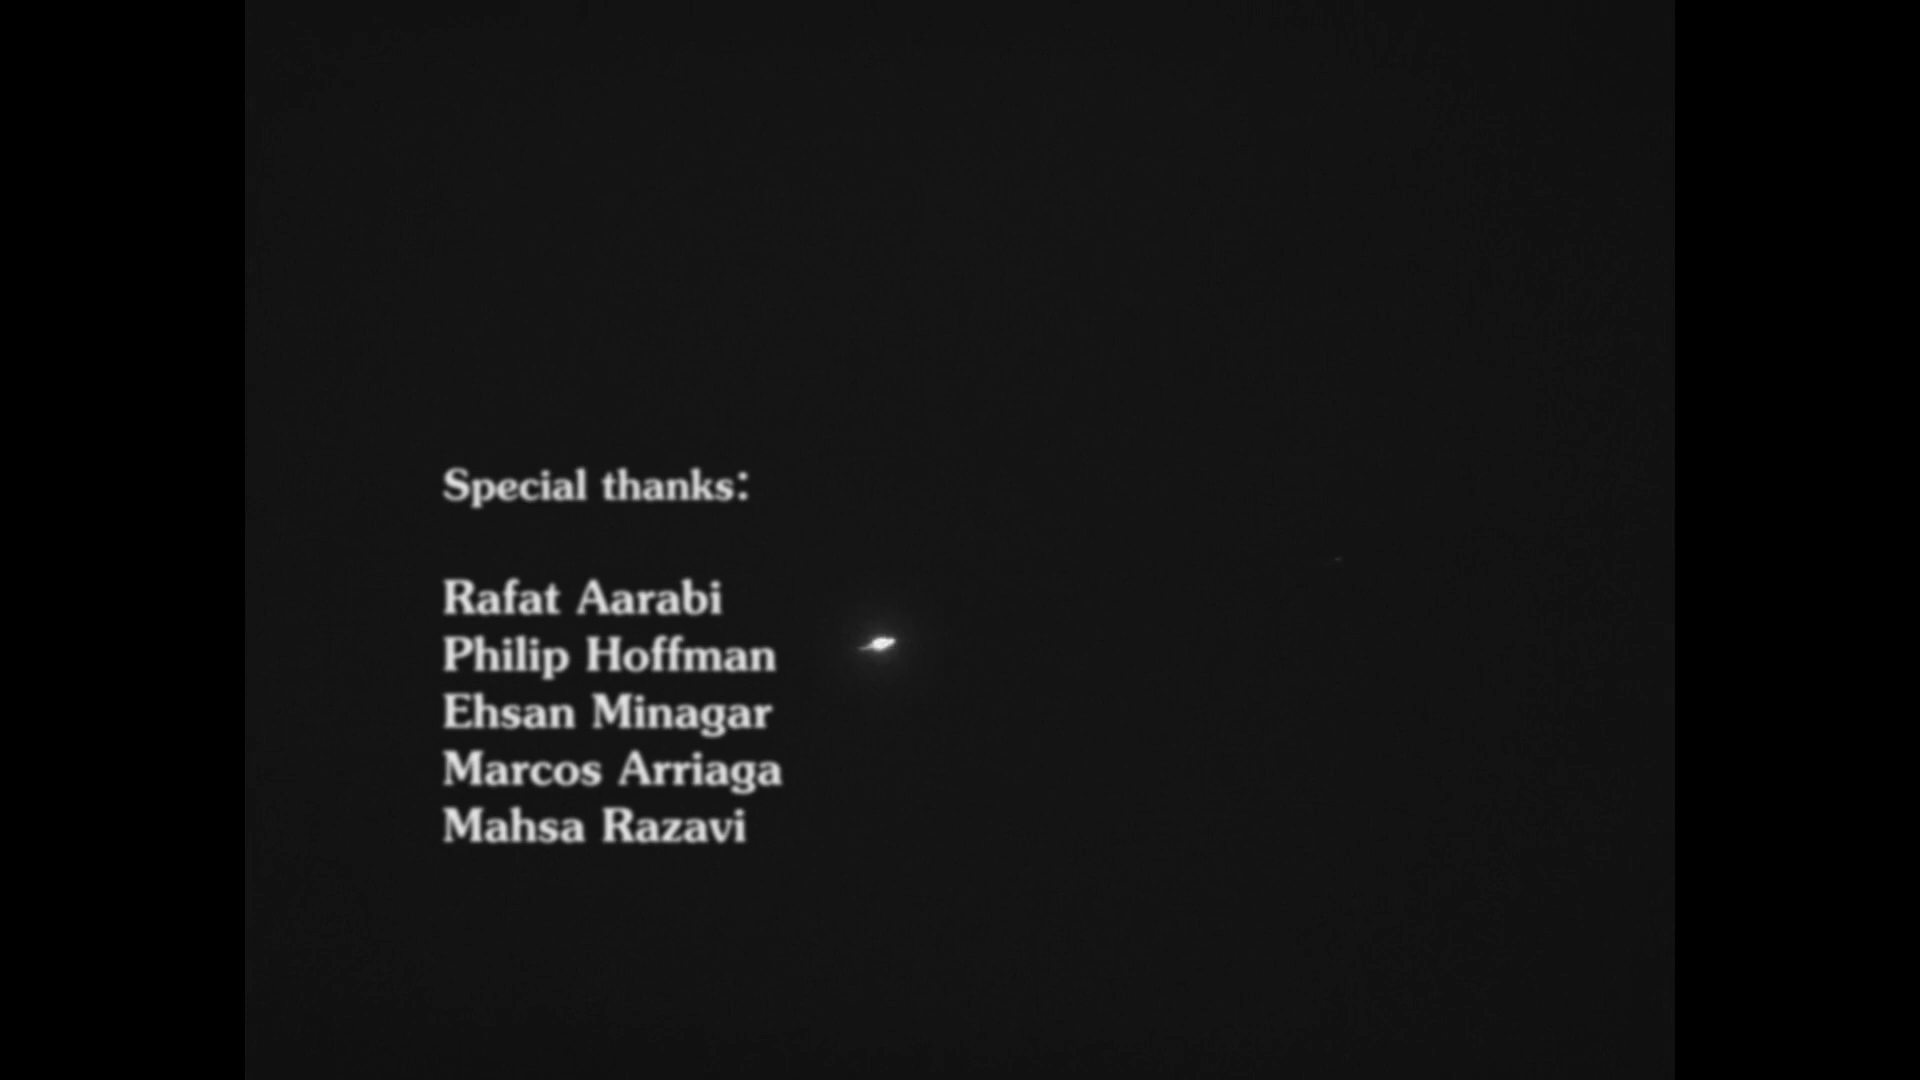 Special thanks:
Rafat Aarabi
Philip Hoffman
Ehsan Minagar
Marcos Arriaga
Mahsa Razavi